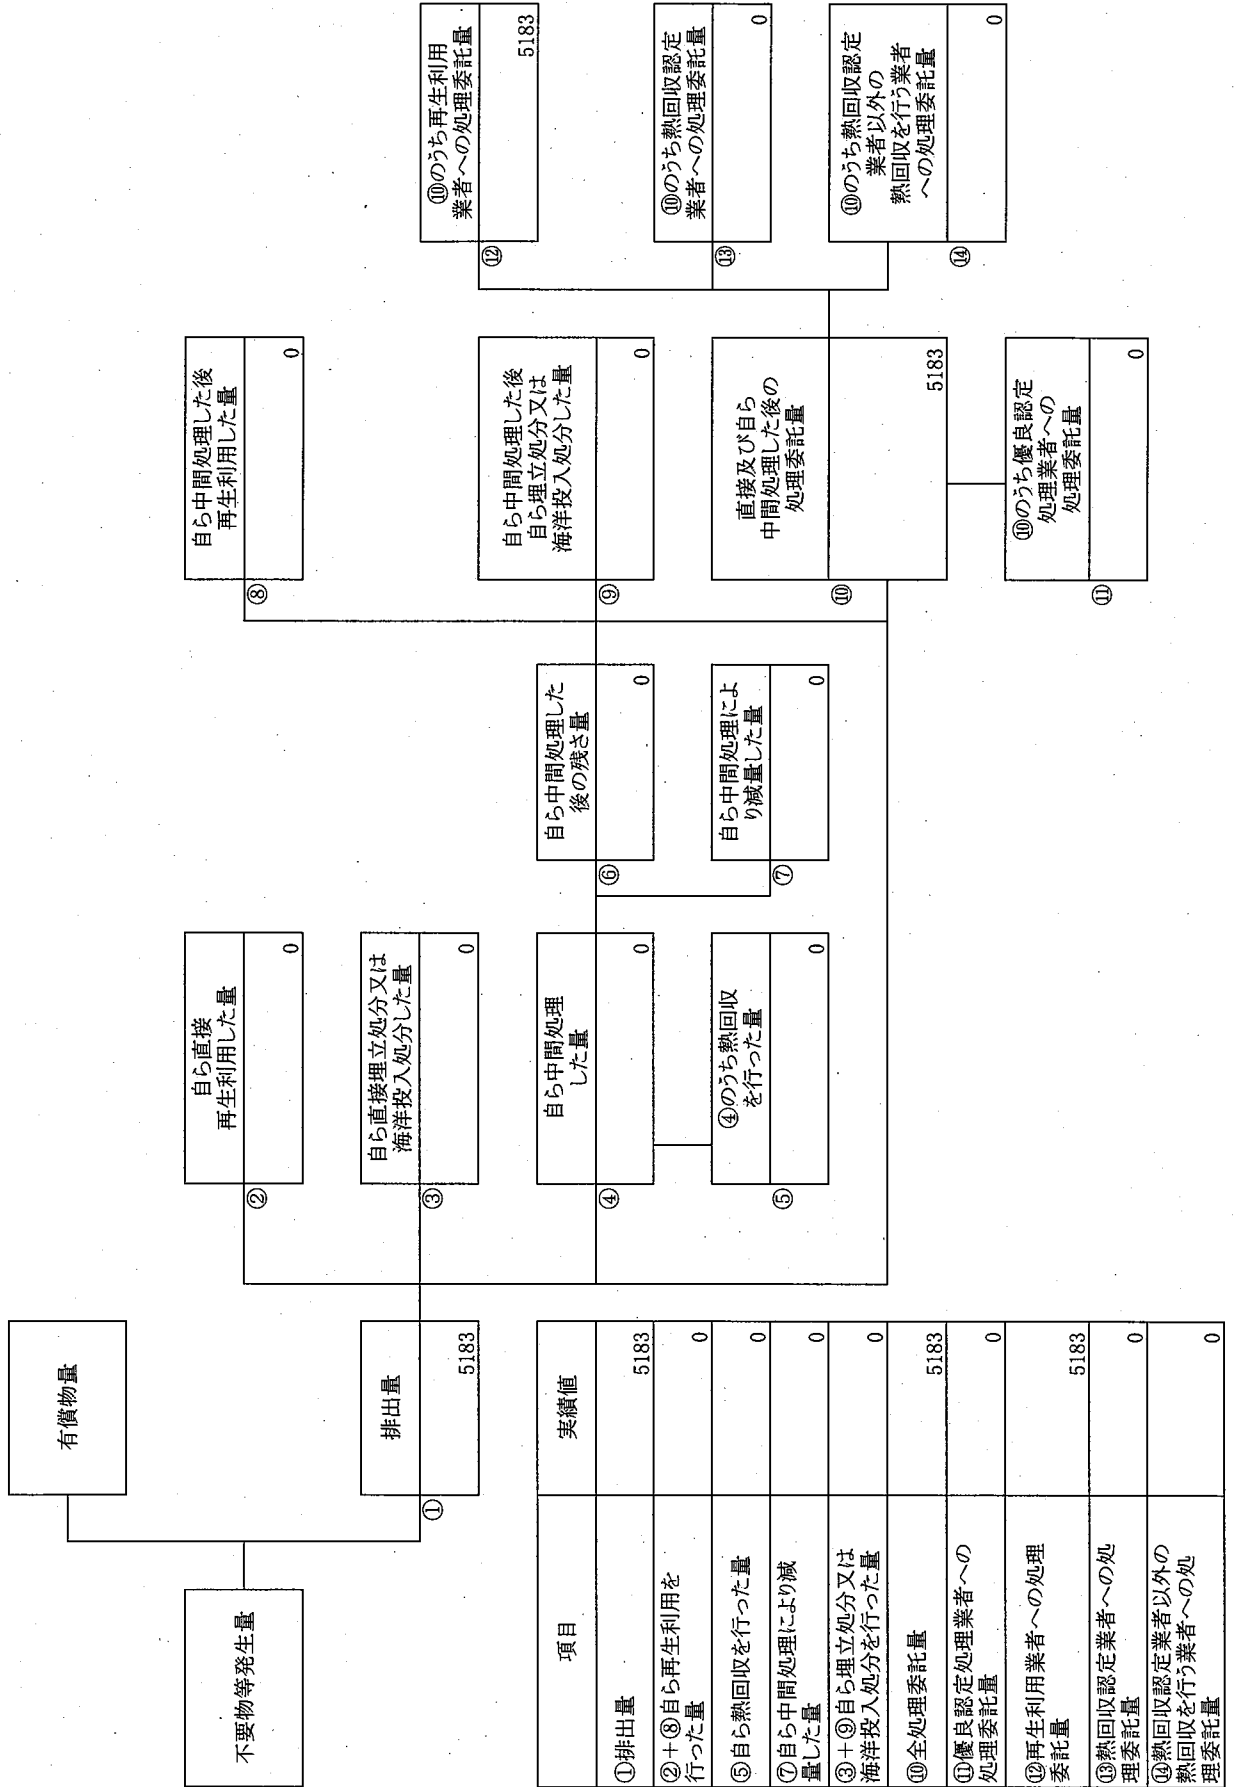 有償物量
不要物等発生量
排出量
①
5183
自ら直接
再生利用した量
②
0
自ら直接埋立処分又は
海洋投入処分した量
③
0
自ら中間処理
した量
④
0
④のうち熱回収
を行った量
⑤
0
自ら中間処理した
後の残さ量
⑥
0
自ら中間処理によ
り減量した量
⑦
0
自ら中間処理した後
再生利用した量
⑧
0
自ら中間処理した後
自ら埋立処分又は
海洋投入処分した量
⑨
0
直接及び自ら
中間処理した後の
処理委託量
⑩
5183
⑩のうち優良認定
処理業者への
処理委託量
⑪
0
⑩のうち再生利用
業者への処理委託量
⑫
5183
⑩のうち熱回収認定
業者への処理委託量
⑬
0
⑩のうち熱回収認定
業者以外の
熱回収を行う業者
への処理委託量
⑭
0
項目
実績値
①排出量
5183
②+⑧自ら再生利用を
行った量
0
⑤自ら熱回収を行った量
0
⑦自ら中間処理により減
量した量
0
③+⑨自ら埋立処分又は
海洋投入処分を行った量
0
⑩全処理委託量
5183
⑪優良認定処理業者への
処理委託量
0
⑫再生利用業者への処理
委託量
5183
⑬熱回収認定業者への処
理委託量
0
⑭熱回収認定業者以外の
熱回収を行う業者への処
理委託量
0